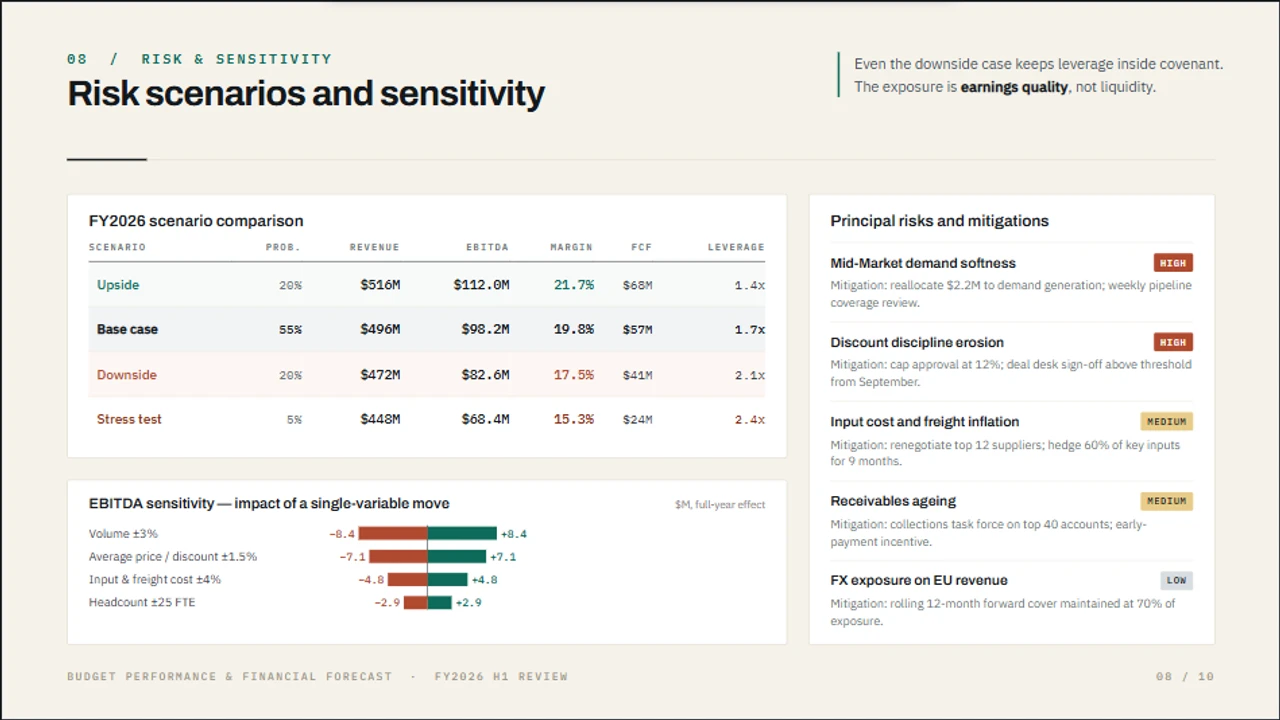 08 / RISK & SENSITIVITY
Risk scenarios and sensitivity
Even the downside case keeps leverage inside covenant.
The exposure is earnings quality, not liquidity.
FY2026 scenario comparison
SCENARIO PROB. REVENUE EBITDA MARGIN FCF LEVERAGE
Upside 20% $516M $112.0M 21.7% $68M 1.4x
Base case 55% $496M $98.2M 19.8% $57M 1.7x
Downside 20% $472M $82.6M 17.5% $41M 2.1x
Stress test 5% $448M $68.4M 15.3% $24M 2.4x
EBITDA sensitivity — impact of a single-variable move $M, full-year effect
Volume ±3% −8.4 +8.4
Average price / discount ±1.5% −7.1 +7.1
Input & freight cost ±4% −4.8 +4.8
Headcount ±25 FTE −2.9 +2.9
Principal risks and mitigations
Mid-Market demand softness HIGH
Mitigation: reallocate $2.2M to demand generation; weekly pipeline
coverage review.
Discount discipline erosion HIGH
Mitigation: cap approval at 12%; deal desk sign-off above threshold
from September.
Input cost and freight inflation MEDIUM
Mitigation: renegotiate top 12 suppliers; hedge 60% of key inputs
for 9 months.
Receivables ageing MEDIUM
Mitigation: collections task force on top 40 accounts; early-
payment incentive.
FX exposure on EU revenue LOW
Mitigation: rolling 12-month forward cover maintained at 70% of
exposure.
BUDGET PERFORMANCE & FINANCIAL FORECAST · FY2026 H1 REVIEW
08 / 10